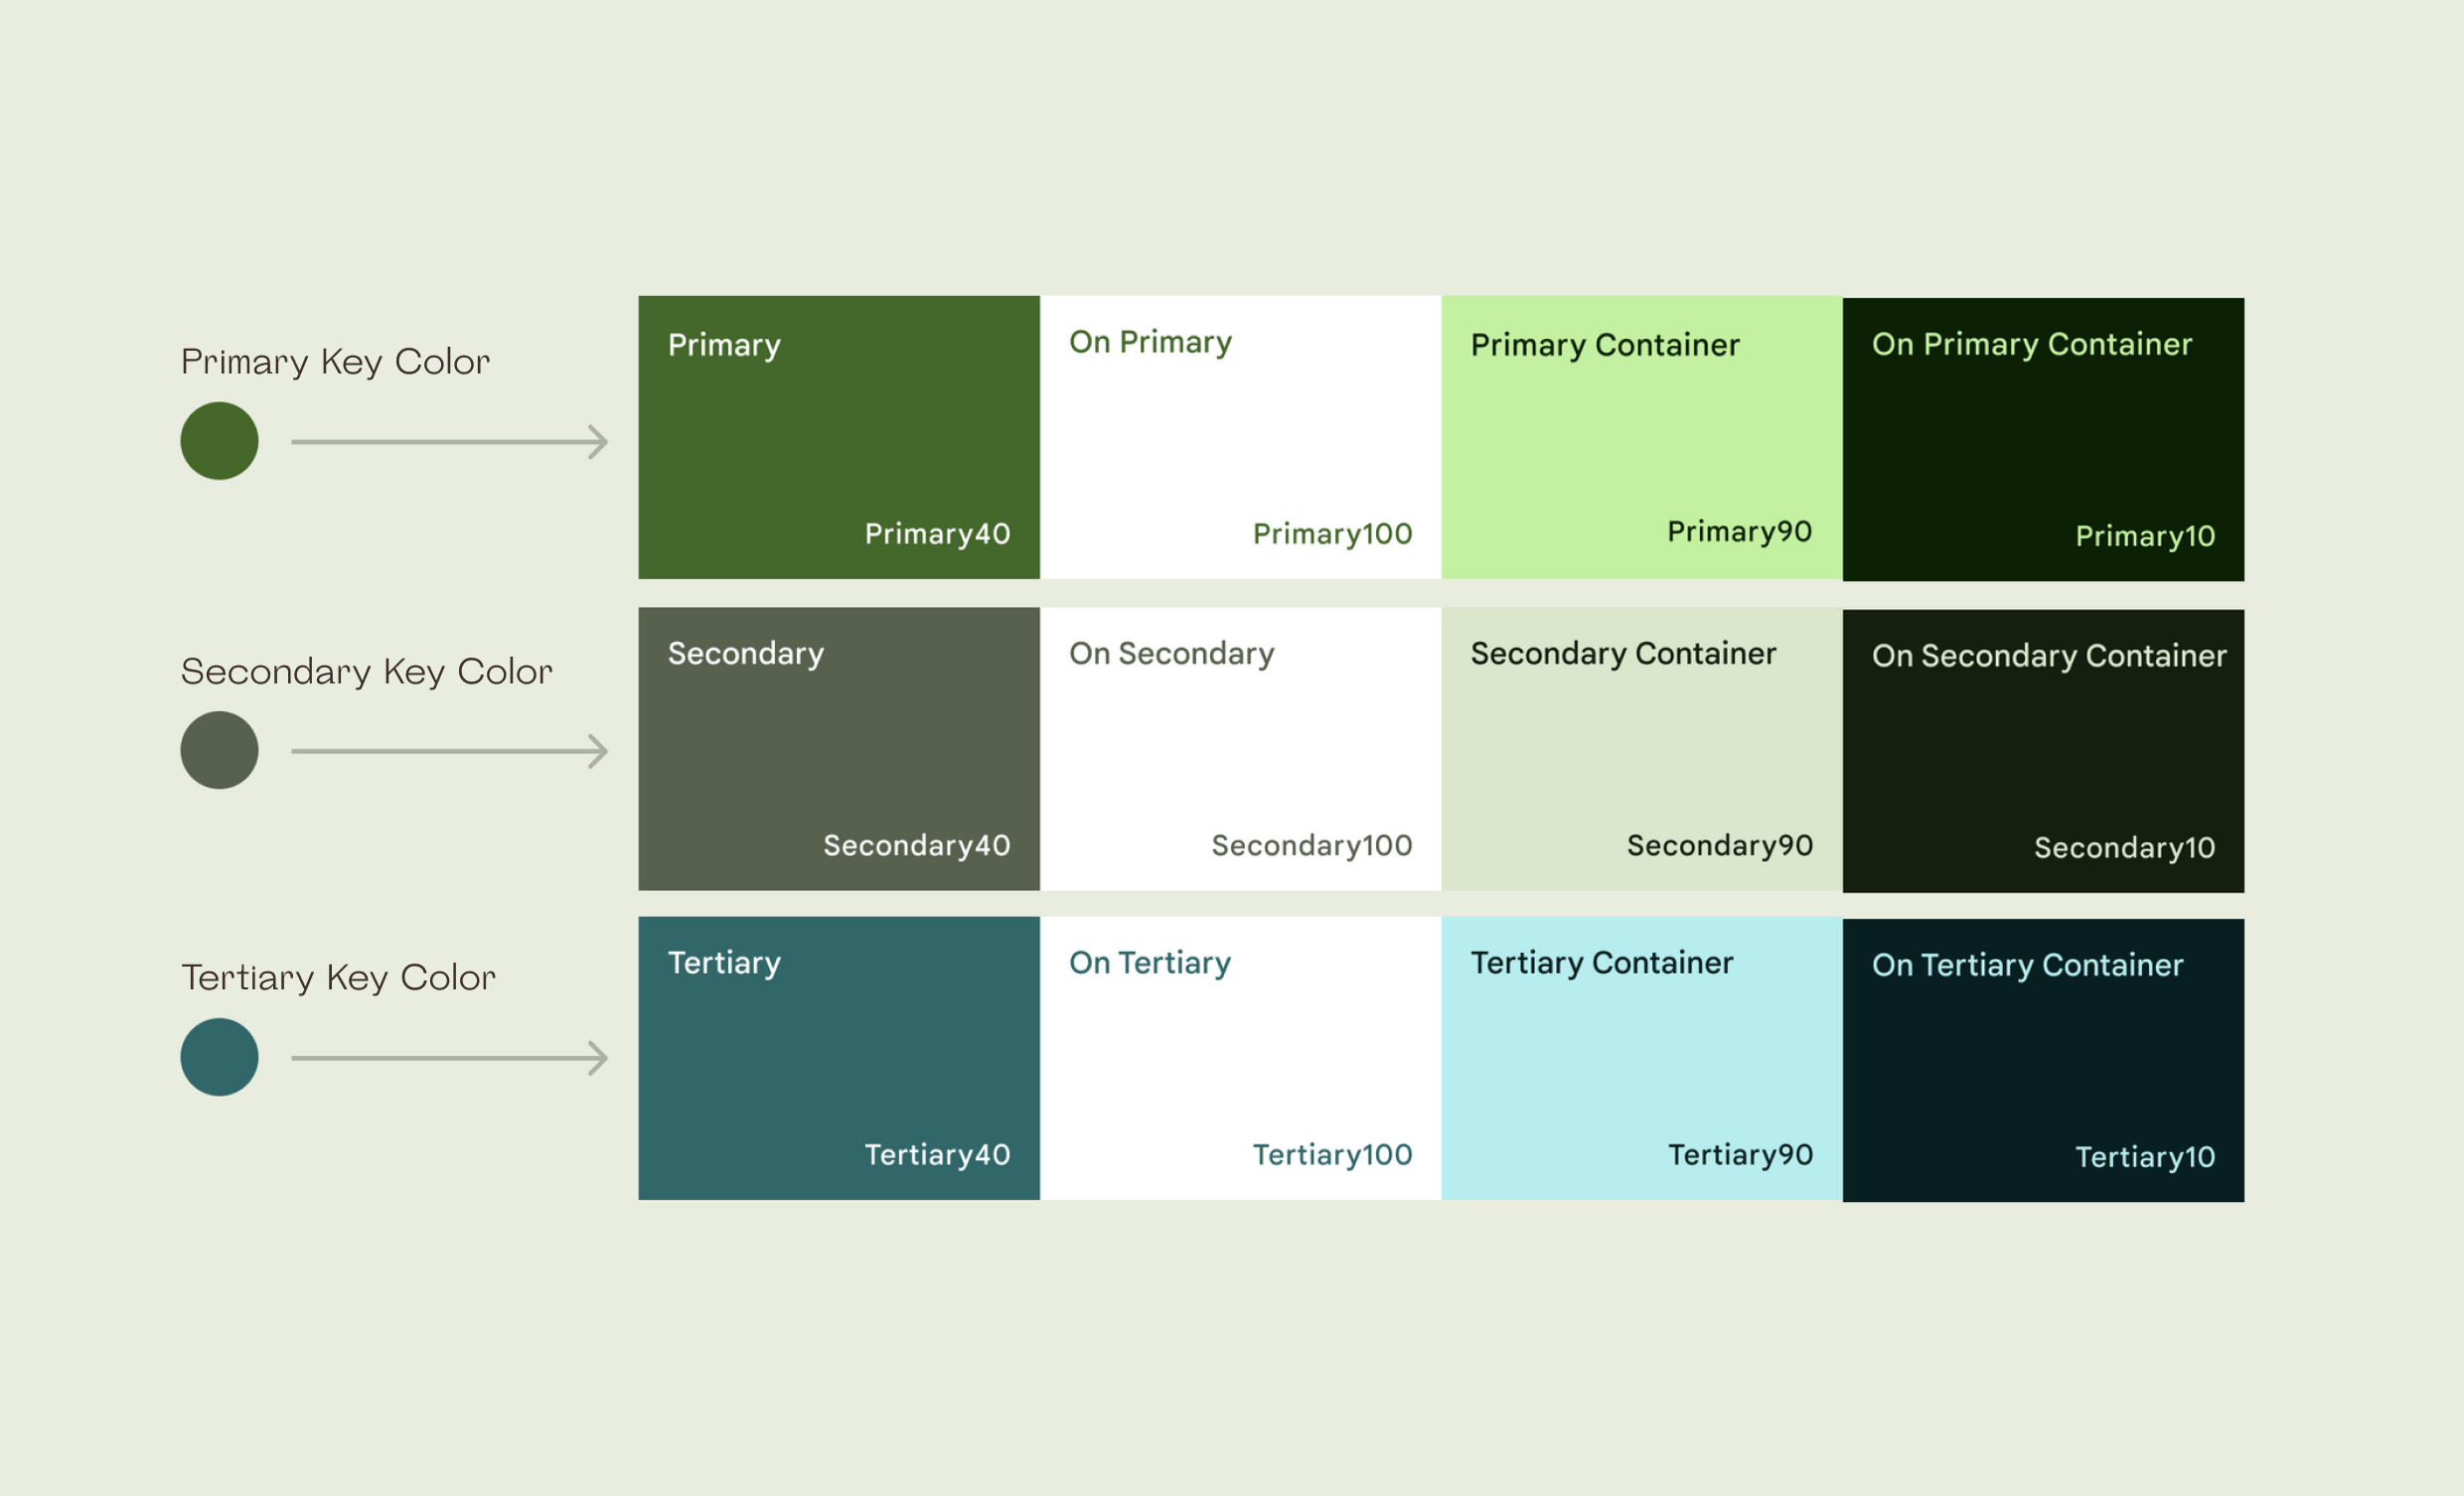 Primary Key Color
Primary
On Primary
Primary Container
On Primary Container
Primary40
Primary100
Primary90
Primary10
Secondary Key Color
Secondary
On Secondary
Secondary Container
On Secondary Container
Secondary40
Secondary100
Secondary90
Secondary10
Tertiary Key Color
Tertiary
On Tertiary
Tertiary Container
On Tertiary Container
Tertiary40
Tertiary100
Tertiary90
Tertiary10